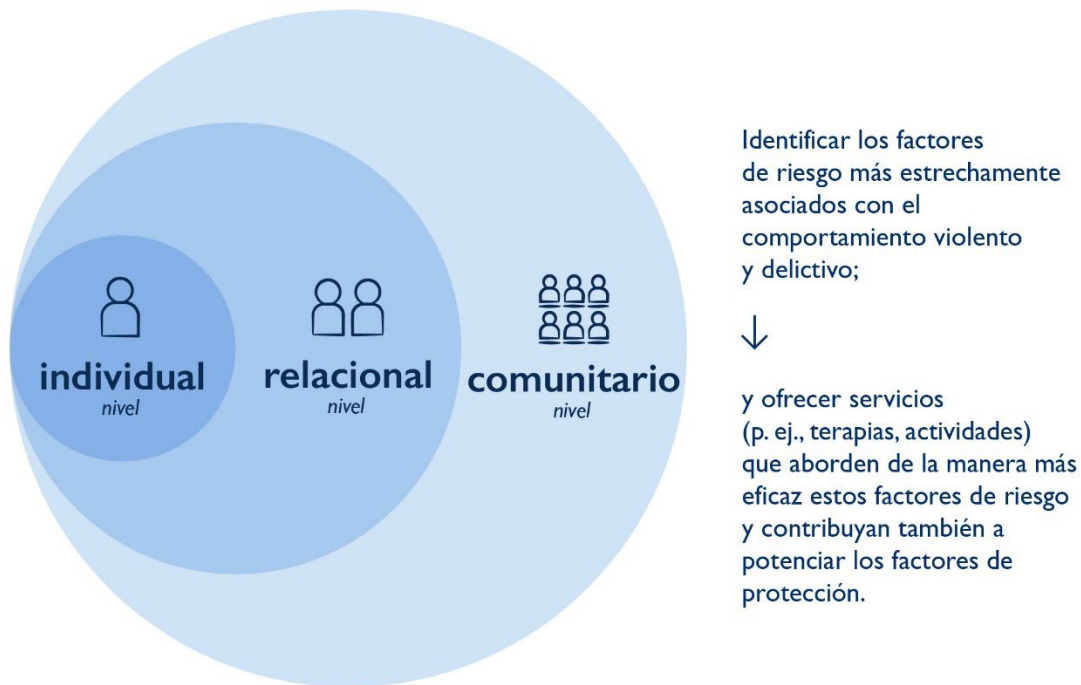 individual
nivel
relacional
nivel
comunitario
nivel
Identificar los factores
de riesgo más estrechamente
asociados con el
comportamiento violento
y delictivo;
y ofrecer servicios
(p. ej., terapias, actividades)
que aborden de la manera más
eficaz estos factores de riesgo
y contribuyan también a
potenciar los factores de
protección.